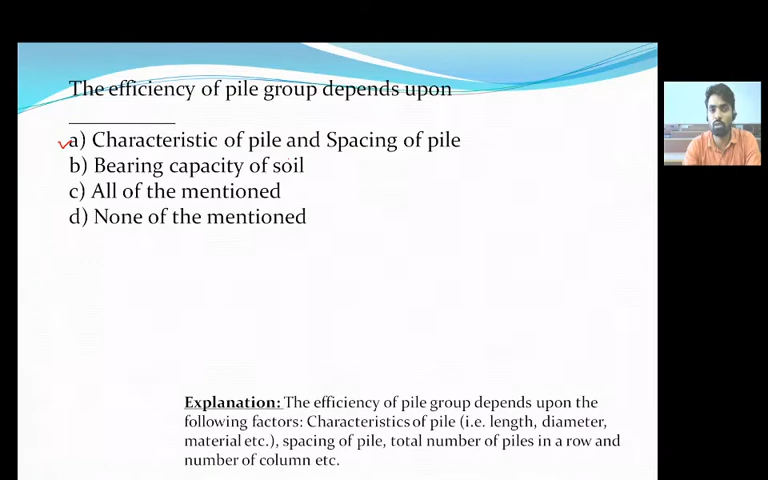 The efficiency of pile group depends upon
__________
a) Characteristic of pile and Spacing of pile
b) Bearing capacity of soil
c) All of the mentioned
d) None of the mentioned
Explanation: The efficiency of pile group depends upon the
following factors: Characteristics of pile (i.e. length, diameter,
material etc.), spacing of pile, total number of piles in a row and
number of column etc.